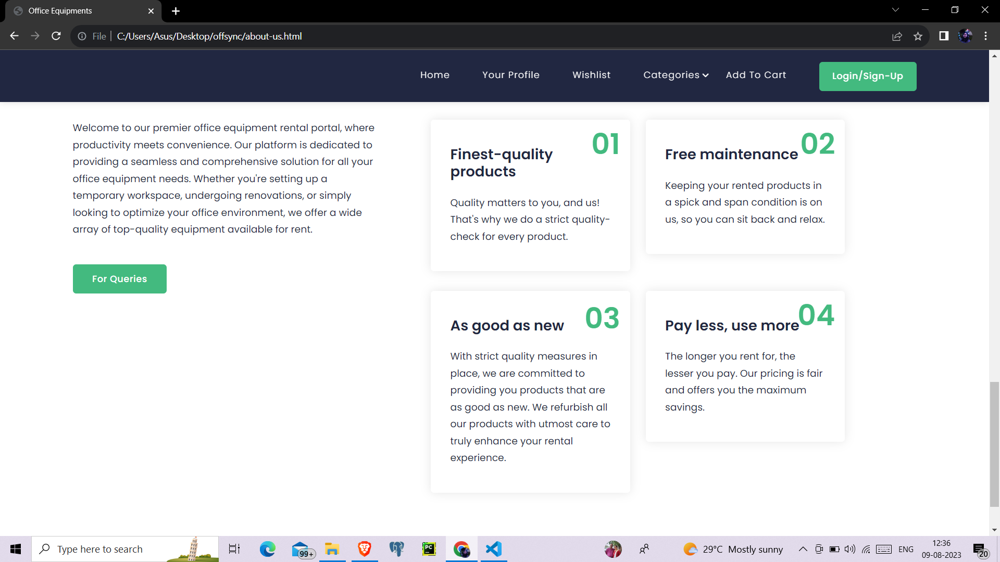 Office Equipments
File
C:/Users/Asus/Desktop/offsync/about-us.html
Home
Your Profile
Wishlist
Categories
Add To Cart
Login/Sign-Up
Welcome to our premier office equipment rental portal, where
productivity meets convenience. Our platform is dedicated to
providing a seamless and comprehensive solution for all your
office equipment needs. Whether you're setting up a
temporary workspace, undergoing renovations, or simply
looking to optimize your office environment, we offer a wide
array of top-quality equipment available for rent.
For Queries
01
Finest-quality
products
Quality matters to you, and us!
That's why we do a strict quality-
check for every product.
02
Free maintenance
Keeping your rented products in
a spick and span condition is on
us, so you can sit back and relax.
03
As good as new
With strict quality measures in
place, we are committed to
providing you products that are
as good as new. We refurbish all
our products with utmost care to
truly enhance your rental
experience.
04
Pay less, use more
The longer you rent for, the
lesser you pay. Our pricing is fair
and offers you the maximum
savings.
Type here to search
99+
PC
29°C Mostly sunny
ENG
12:36
09-08-2023
20